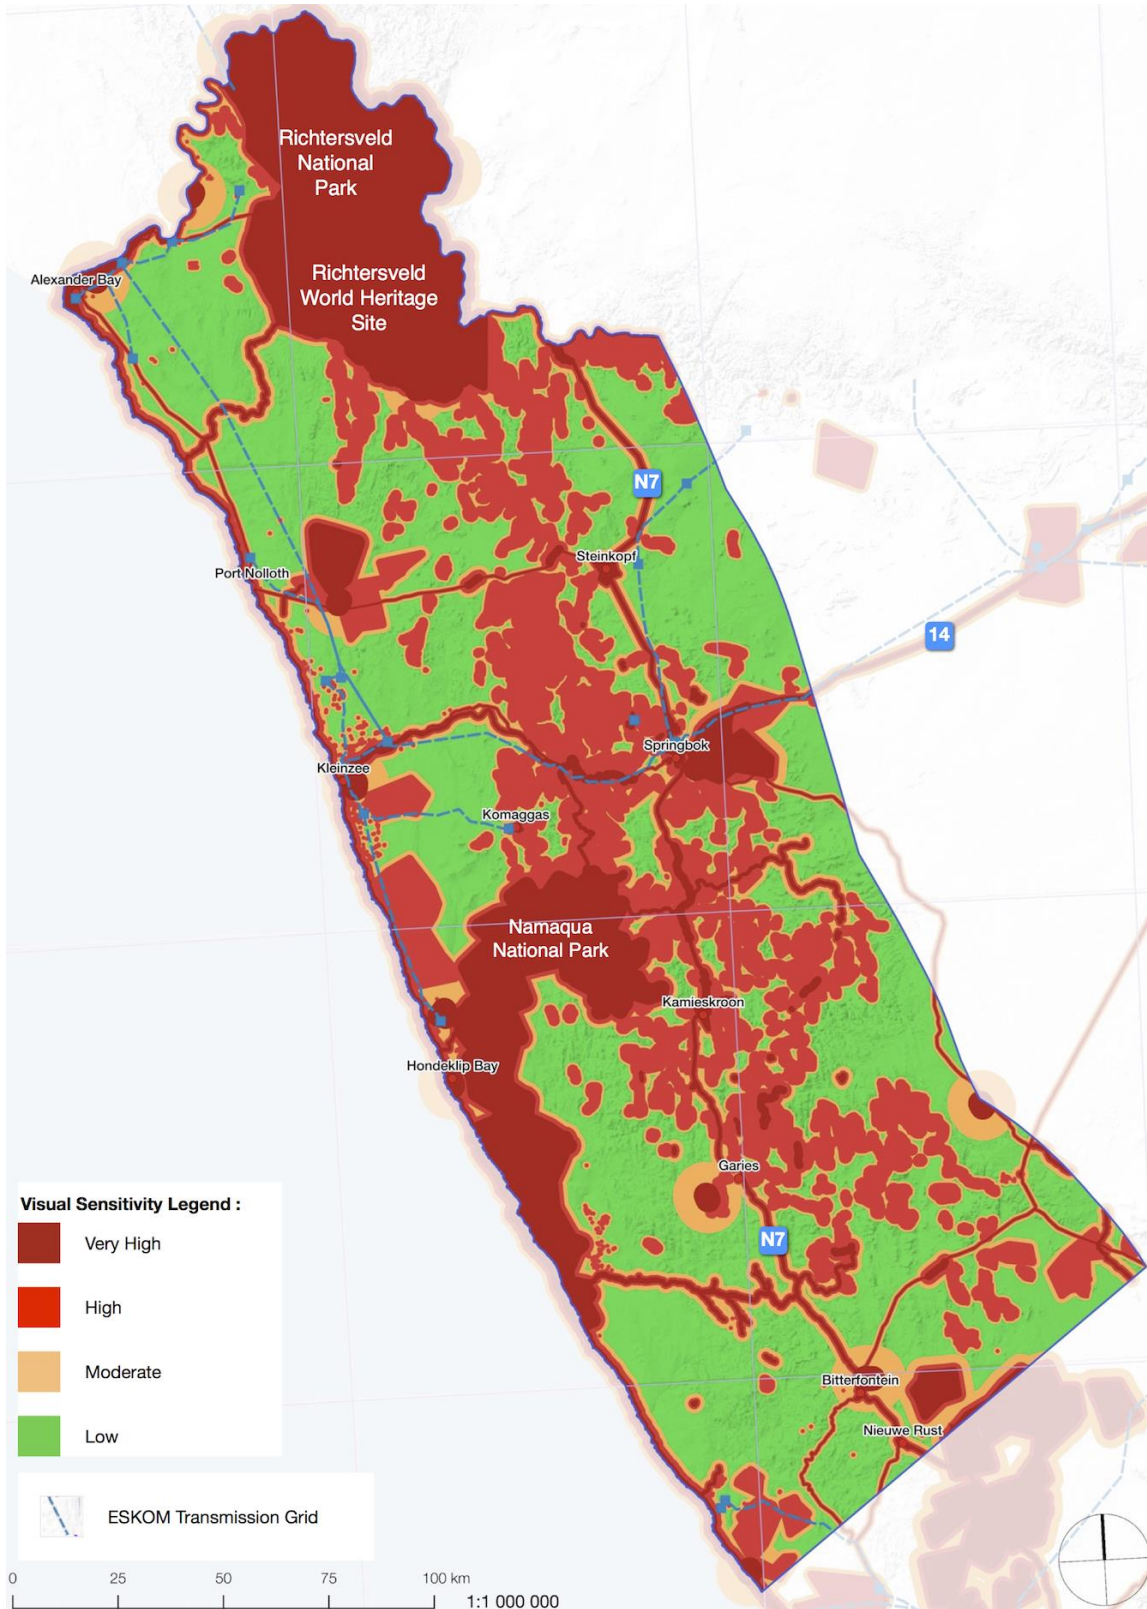 Richtersveld
National
Park
Richtersveld
World Heritage
Site
Alexander Bay
N7
Steinkopf
Port Nolloth
14
Springbok
Kleinzee
Komaggas
Namaqua
National Park
Kamieskroon
Hondeklip Bay
Garies
N7
Bitterfontein
Nieuwe Rust
Visual Sensitivity Legend :
Very High
High
Moderate
Low
ESKOM Transmission Grid
0 25 50 75 100 km
1:1 000 000